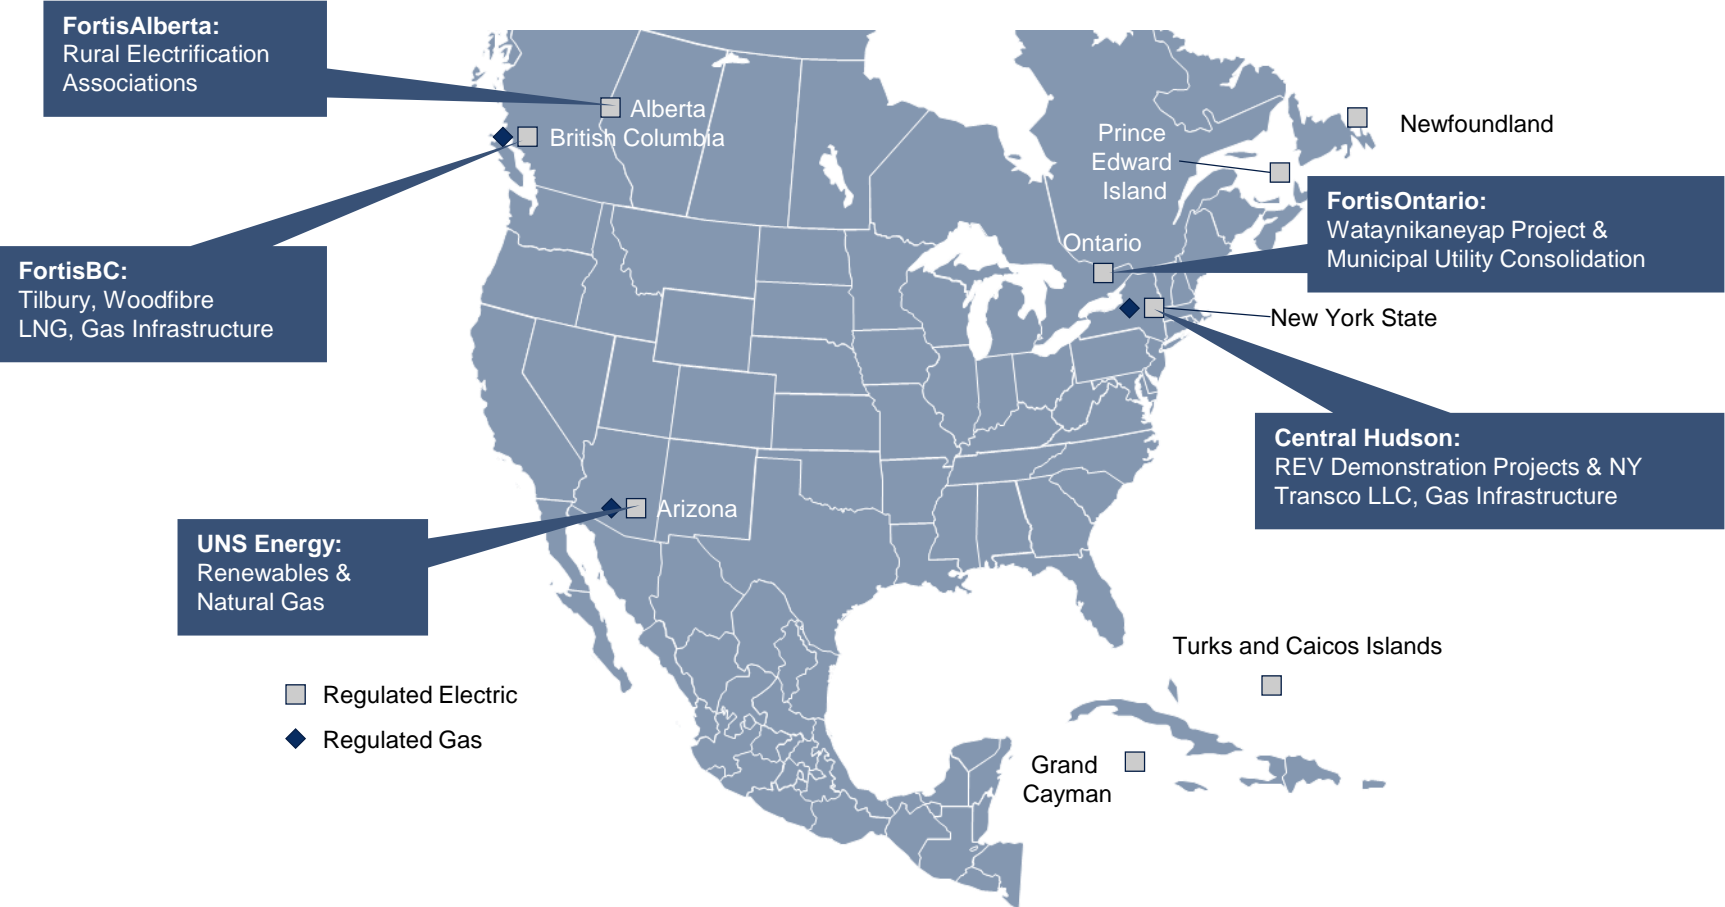 FortisAlberta:
Rural Electrification
Associations
Alberta
British Columbia
Prince
Edward
Island
Newfoundland
FortisOntario:
Wataynikaneyap Project &
Municipal Utility Consolidation
Ontario
FortisBC:
Tilbury, Woodfibre
LNG, Gas Infrastructure
New York State
Central Hudson:
REV Demonstration Projects & NY
Transco LLC, Gas Infrastructure
Arizona
UNS Energy:
Renewables &
Natural Gas
Turks and Caicos Islands
Regulated Electric
Regulated Gas
Grand
Cayman